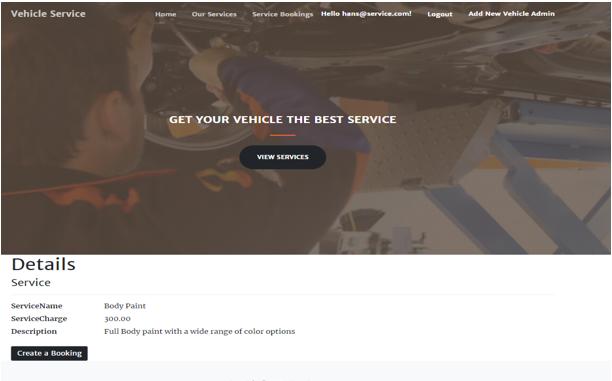 Vehicle Service
Home Our Services Service Bookings Hello hans@service.com! Logout Add New Vehicle Admin
GET YOUR VEHICLE THE BEST SERVICE
VIEW SERVICES
Details
Service
ServiceName Body Paint
ServiceCharge 300.00
Description Full Body paint with a wide range of color options
Create a Booking